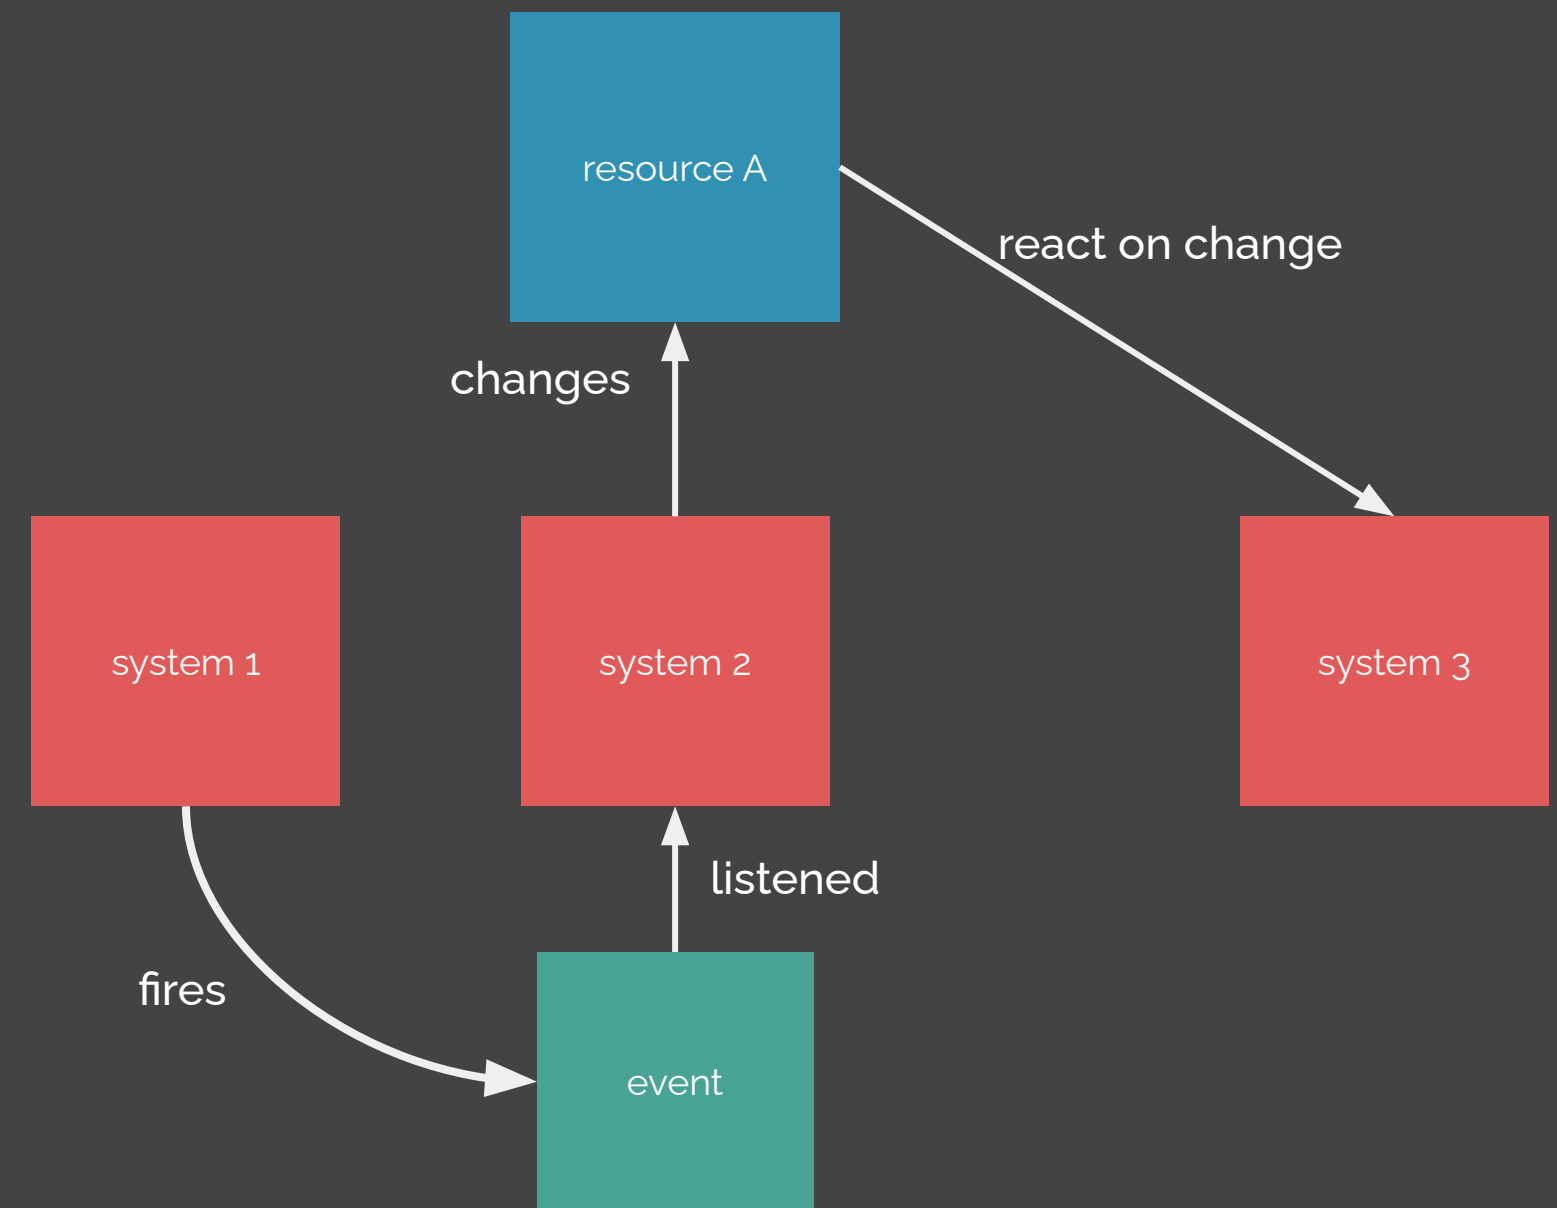 resource A
react on change
changes
system 1
system 2
system 3
listened
fires
event